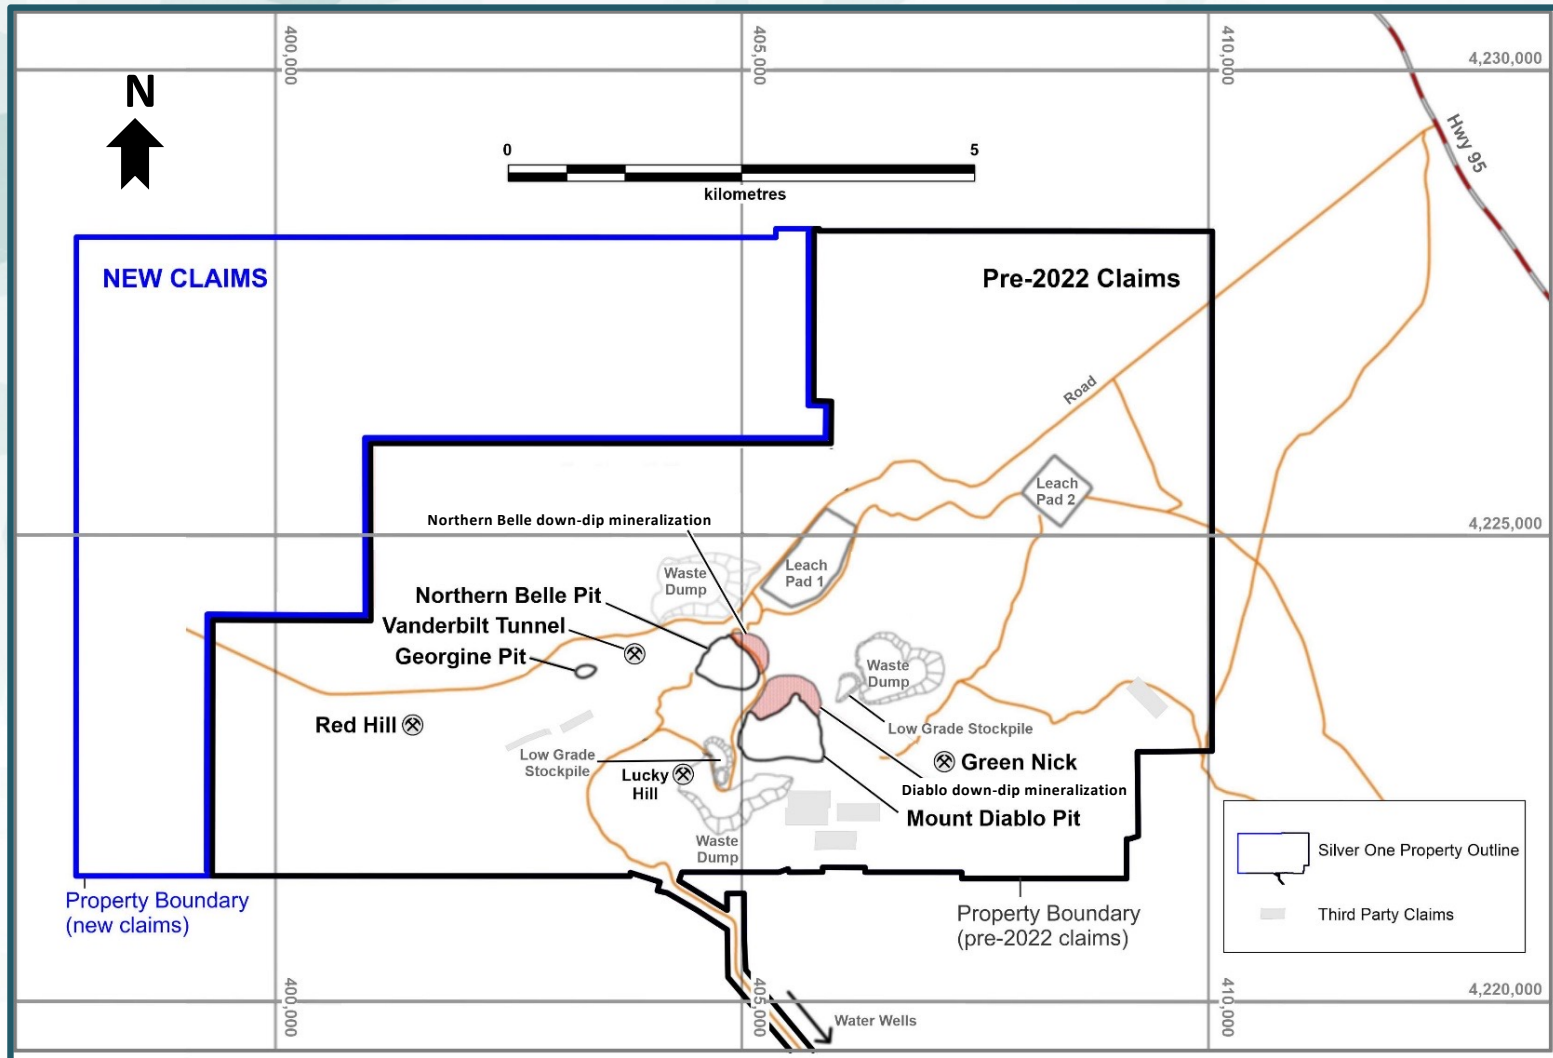 400,000
405,000
410,000
4,230,000
N
Hwy 95
0
5
kilometres
NEW CLAIMS
Pre-2022 Claims
Road
Leach
Pad 2
Northern Belle down-dip mineralization
4,225,000
Waste
Dump
Leach
Pad 1
Northern Belle Pit
Vanderbilt Tunnel
Georgine Pit
Waste
Dump
Red Hill
Low Grade Stockpile
Low Grade
Stockpile
Lucky
Hill
Green Nick
Diablo down-dip mineralization
Mount Diablo Pit
Waste
Dump
Silver One Property Outline
Third Party Claims
Property Boundary
(new claims)
Property Boundary
(pre-2022 claims)
4,220,000
400,000
405,000
410,000
Water Wells